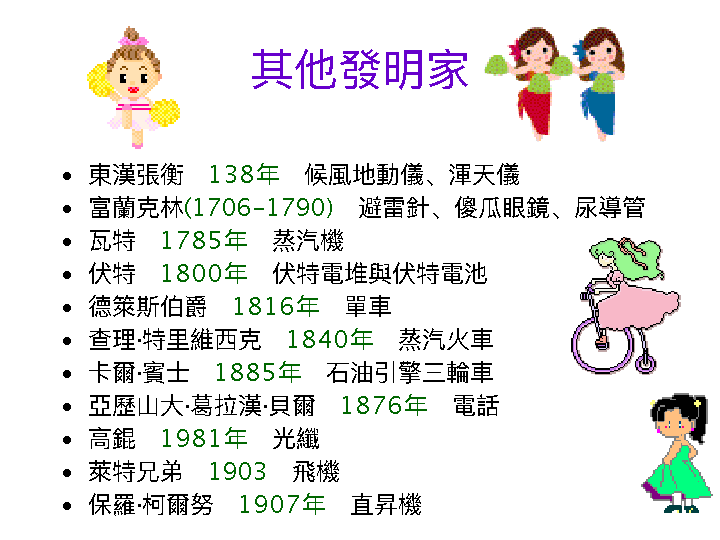 其他發明家
• 東漢張衡 138年 候風地動儀、渾天儀
• 富蘭克林(1706-1790) 避雷針、傻瓜眼鏡、尿導管
• 瓦特 1785年 蒸汽機
• 伏特 1800年 伏特電堆與伏特電池
• 德萊斯伯爵 1816年 單車
• 查理·特里維西克 1840年 蒸汽火車
• 卡爾·賓士 1885年 石油引擎三輪車
• 亞歷山大·葛拉漢·貝爾 1876年 電話
• 高錕 1981年 光纖
• 萊特兄弟 1903 飛機
• 保羅·柯爾努 1907年 直昇機